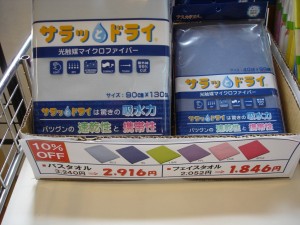 サラッとドライ
光触媒マイクロファイバー
サイズ:90cm×130
サラッとドライは驚きの吸水力
バツグンの速乾性と携帯性
サラッとドライ
光触媒マイクロファイバー
サラッとドライは驚きの吸水力
バツグンの速乾性と携帯性
10%OFF
★バスタオル
3.240円→2.916円
★フェイスタオル
2.052円→1.846円